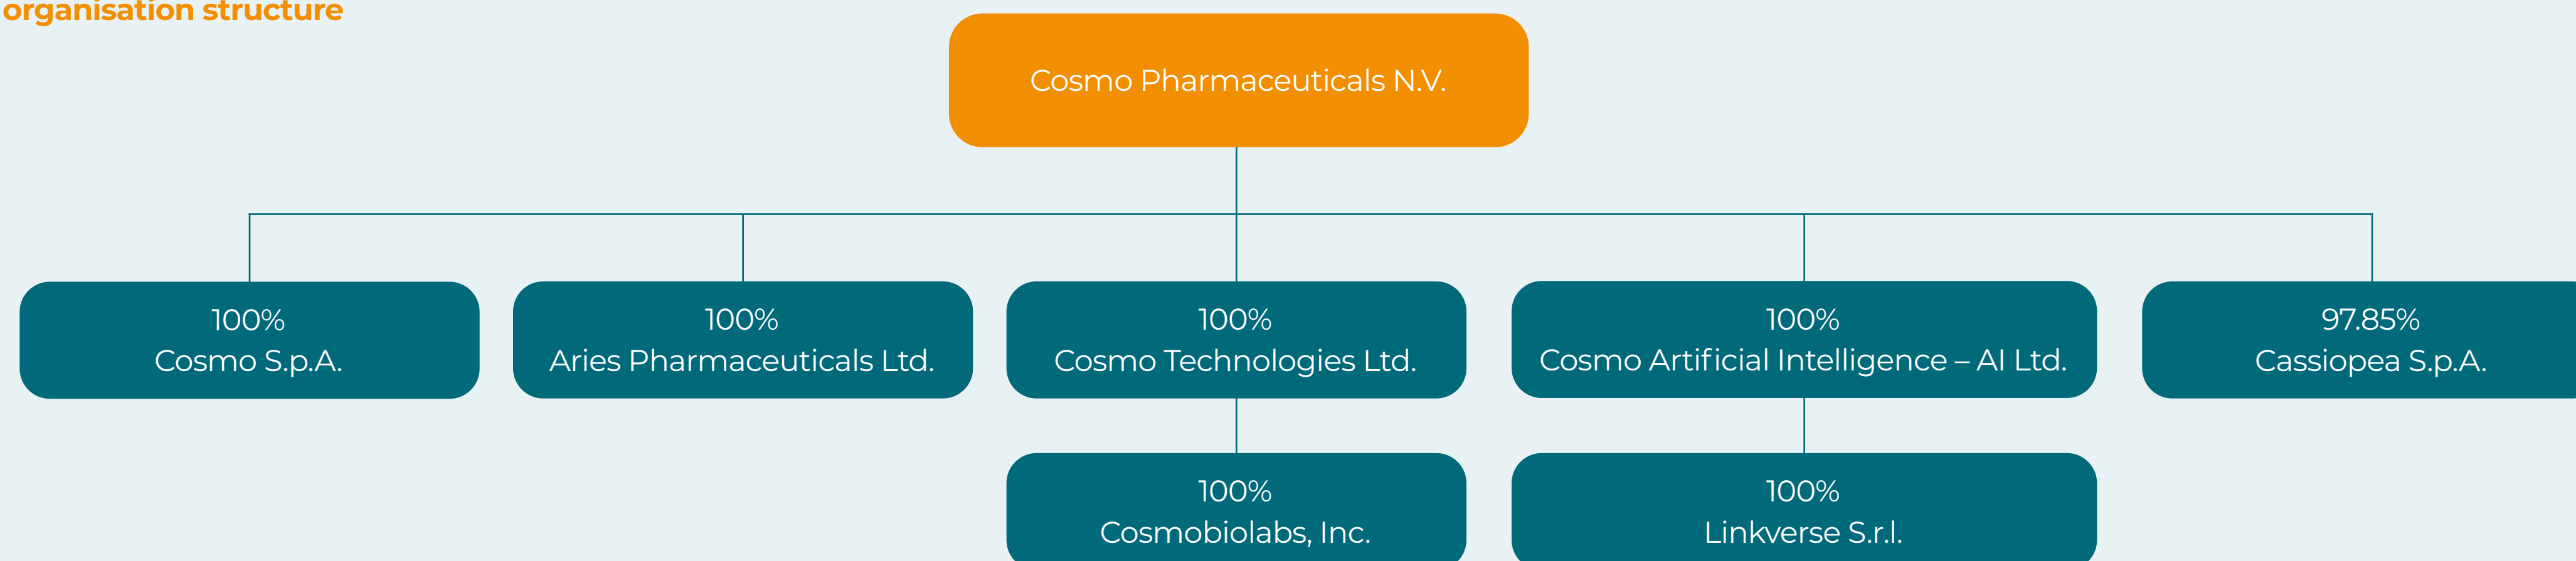 organisation structure
Cosmo Pharmaceuticals N.V.
100%
Cosmo S.p.A.
100%
Aries Pharmaceuticals Ltd.
100%
Cosmo Technologies Ltd.
100%
Cosmo Artificial Intelligence – AI Ltd.
97.85%
Cassiopea S.p.A.
100%
Cosmobiolabs, Inc.
100%
Linkverse S.r.l.